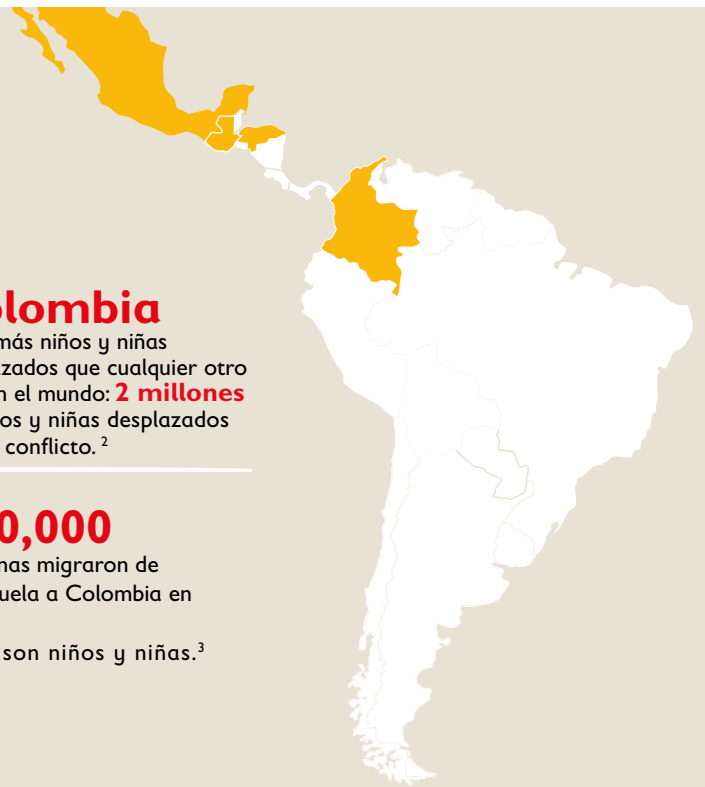 lombia
más niños y niñas
zados que cualquier otro
n el mundo: 2 millones
os y niñas desplazados
conflicto. 2
0,000
nas migraron de
uela a Colombia en
son niños y niñas.3